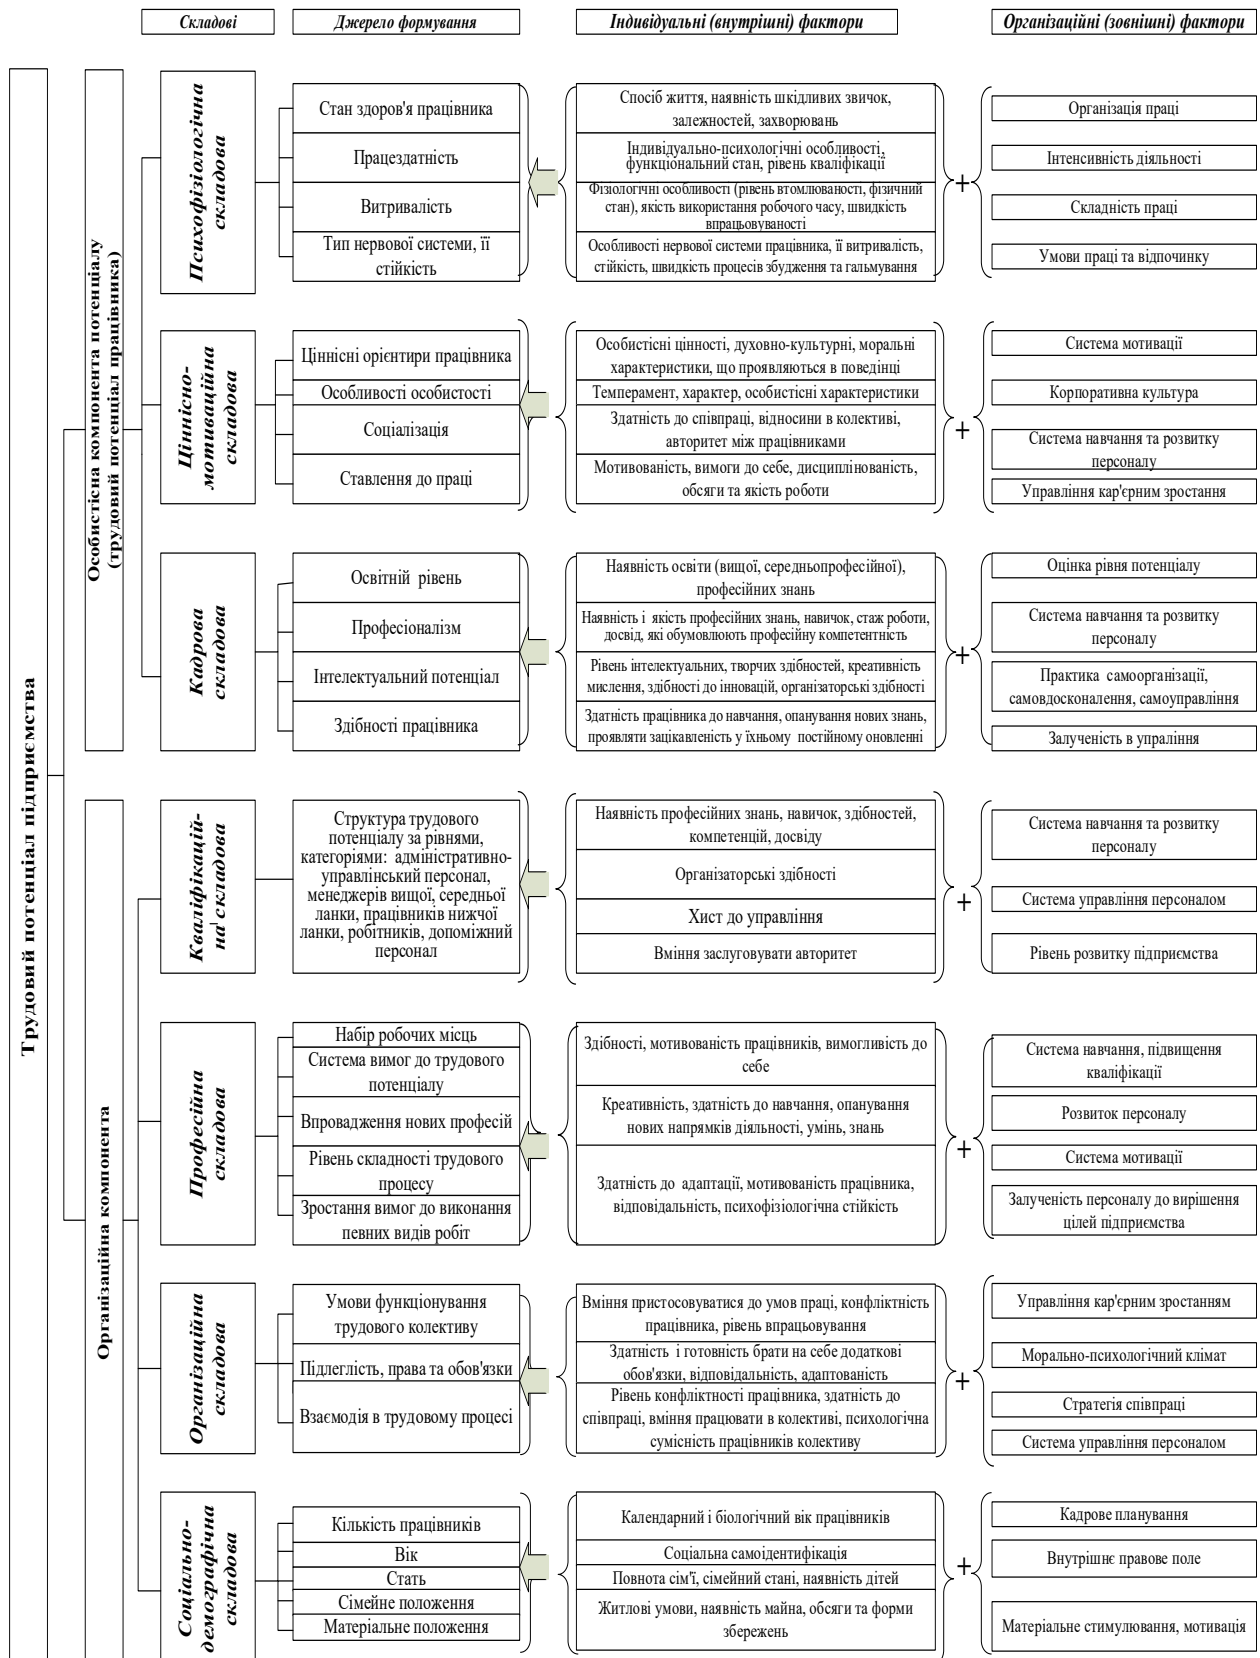 Складові
Джерело формування
Індивідуальні (внутрішні) фактори
Організаційні (зовнішні) фактори
Трудовий потенціал підприємства
Особистісна компонента потенціалу
(трудовий потенціал працівника)
Психофізіологічна
складова
Стан здоров'я працівника
Працездатність
Витривалість
Тип нервової системи, її
стійкість
Спосіб життя, наявність шкідливих звичок,
залежностей, захворювань
Індивідуально-психологічні особливості,
функціональний стан, рівень кваліфікації
Фізіологічні особливості (рівень втомлюваності, фізичний
стан), якість використання робочого часу, швидкість
впрацьовуваності
Особливості нервової системи працівника, її витривалість,
стійкість, швидкість процесів збудження та гальмування
+
Організація праці
Інтенсивність діяльності
Складність праці
Умови праці та відпочинку
Ціннісно-
мотиваційна
складова
Ціннісні орієнтири працівника
Особливості особистості
Соціалізація
Ставлення до праці
Особистісні цінності, духовно-культурні, моральні
характеристики, що проявляються в поведінці
Темперамент, характер, особистісні характеристики
Здатність до співпраці, відносини в колективі,
авторитет між працівниками
Мотивованість, вимоги до себе, дисциплінованість,
обсяги та якість роботи
+
Система мотивації
Корпоративна культура
Система навчання та розвитку
персоналу
Управління кар'єрним зростання
Кадрова
складова
Освітній рівень
Професіоналізм
Інтелектуальний потенціал
Здібності працівника
Наявність освіти (вищої, середньопрофесійної),
професійних знань
Наявність і якість професійних знань, навичок, стаж роботи,
досвід, які обумовлюють професійну компетентність
Рівень інтелектуальних, творчих здібностей, креативність
мислення, здібності до інновацій, організаторські здібності
Здатність працівника до навчання, опанування нових знань,
проявляти зацікавленість у їхньому постійному оновленні
+
Оцінка рівня потенціалу
Система навчання та розвитку
персоналу
Практика самоорганізації,
самовдосконалення, самоуправління
Залученість в упраління
Організаційна компонента
Кваліфікацій-
на складова
Структура трудового
потенціалу за рівнями,
категоріями: адміністративно-
управлінський персонал,
менеджерів вищої, середньої
ланки, працівників нижчої
ланки, робітників, допоміжний
персонал
Наявність професійних знань, навичок, здібностей,
компетенцій, досвіду
Організаторські здібності
Хист до управління
Вміння заслуговувати авторитет
+
Система навчання та розвитку
персоналу
Система управління персоналом
Рівень розвитку підприємства
Професійна
складова
Набір робочих місць
Система вимог до трудового
потенціалу
Впровадження нових професій
Рівень складності трудового
процесу
Зростання вимог до виконання
певних видів робіт
Здібності, мотивованість працівників, вимогливість до
себе
Креативність, здатність до навчання, опанування
нових напрямків діяльності, умінь, знань
Здатність до адаптації, мотивованість працівника,
відповідальність, психофізіологічна стійкість
+
Система навчання, підвищення
кваліфікації
Розвиток персоналу
Система мотивації
Залученість персоналу до вирішення
цілей підприємства
Організаційна
складова
Умови функціонування
трудового колективу
Підлеглість, права та обов'язки
Взаємодія в трудовому процесі
Вміння пристосовуватися до умов праці, конфліктність
працівника, рівень впрацьовування
Здатність і готовність брати на себе додаткові
обов'язки, відповідальність, адаптованість
Рівень конфліктності працівника, здатність до
співпраці, вміння працювати в колективі, психологічна
сумісність працівників колективу
+
Управління кар'єрним зростанням
Морально-психологічний клімат
Стратегія співпраці
Система управління персоналом
Соціально-
демографічна
складова
Кількість працівників
Вік
Стать
Сімейне положення
Матеріальне положення
Календарний і біологічний вік працівників
Соціальна самоідентифікація
Повнота сім'ї, сімейний стані, наявність дітей
Житлові умови, наявність майна, обсяги та форми
збережень
+
Кадрове планування
Внутрішнє правове поле
Матеріальне стимулювання, мотивація